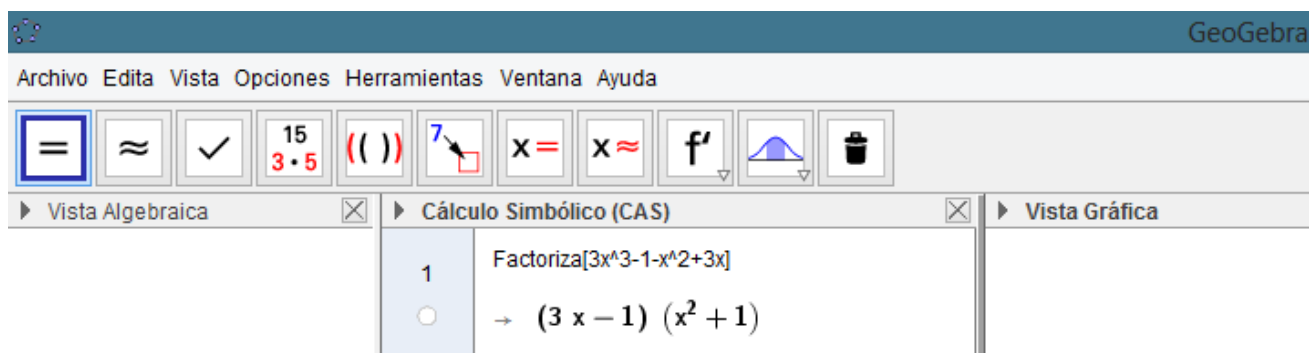 GeoGebra
Archivo Edita Vista Opciones Herramientas Ventana Ayuda
= ≈ ✓ 15 3 • 5 (( )) 7 x = x ≈ f′
Vista Algebraica Cálculo Simbólico (CAS) Vista Gráfica
1 Factoriza[3x^3-1-x^2+3x]
→ (3 x − 1) (x² + 1)